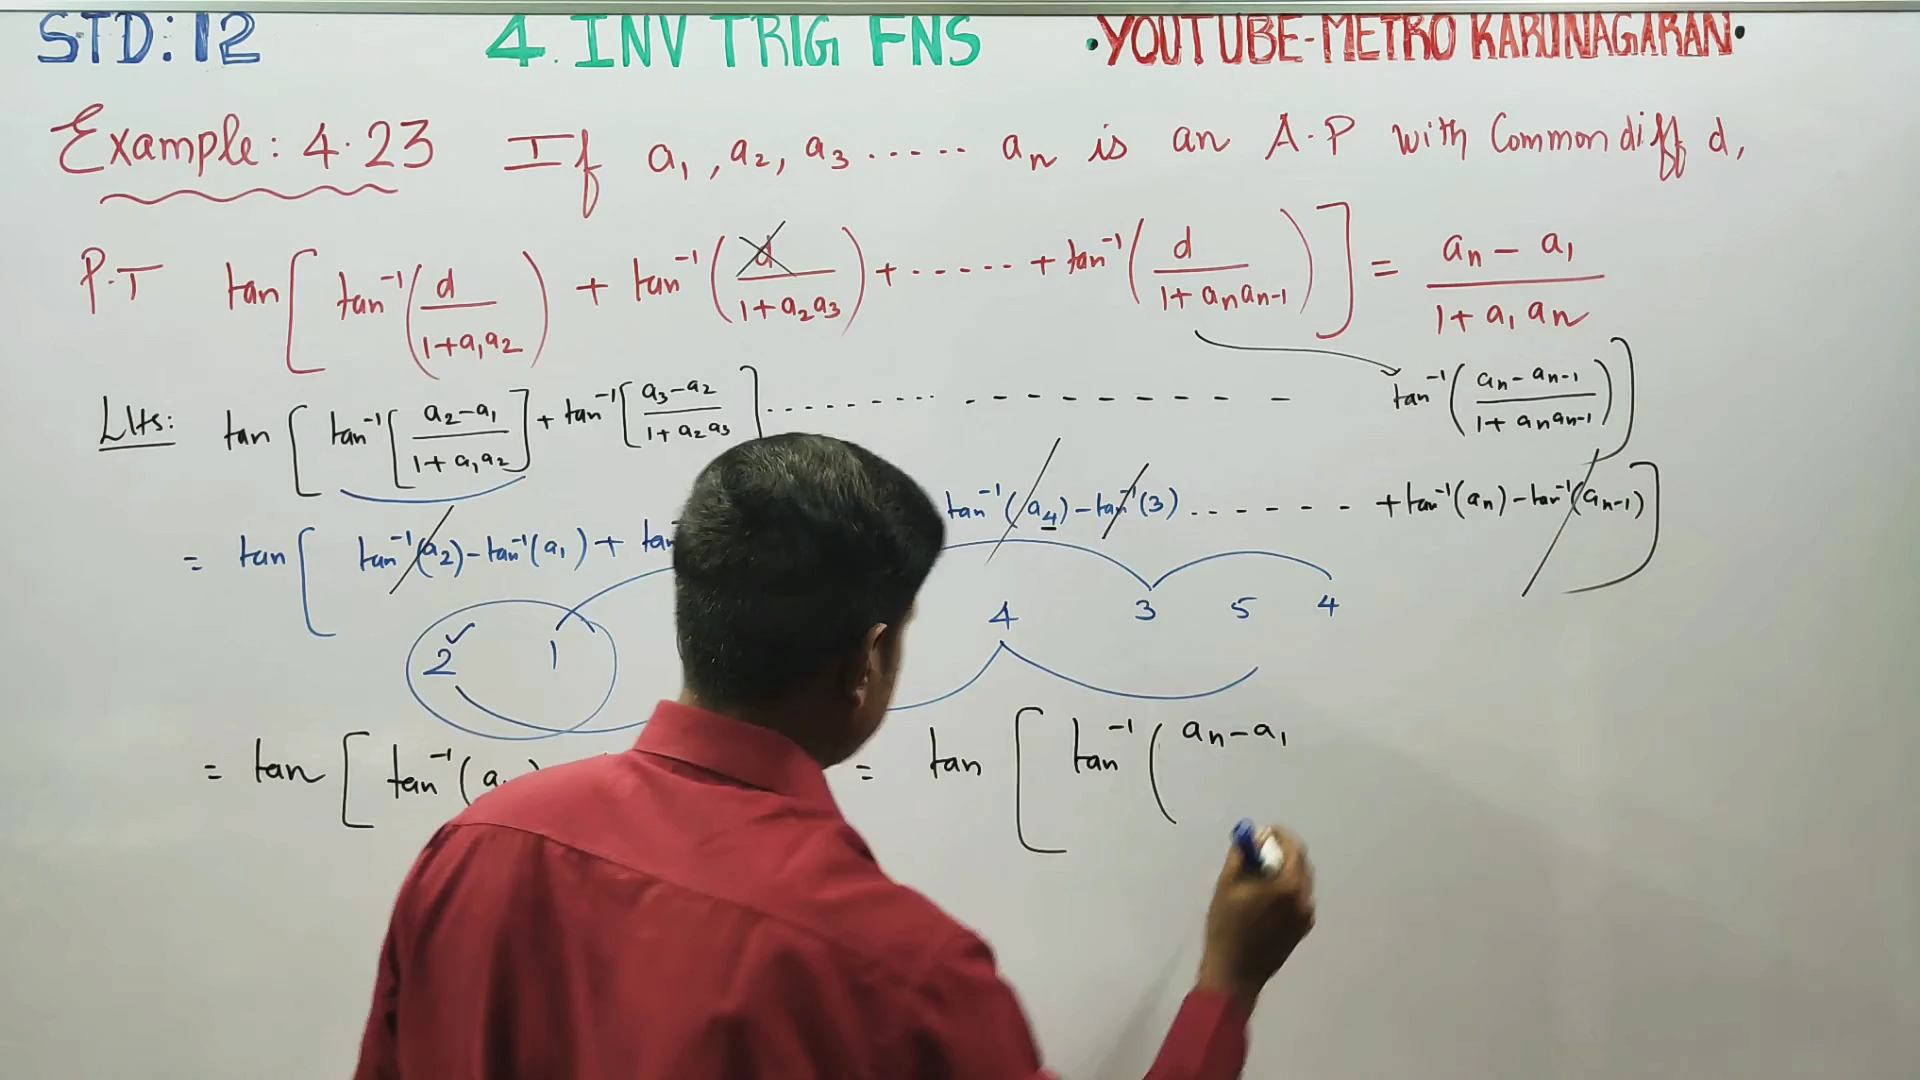 STD:12 4. INV TRIG FNS •YOUTUBE-METRO KARUNAGARAN•
Example: 4.23 If a₁, a₂, a₃ ..... aₙ is an A.P with Common diff d,
P.T tan[ tan⁻¹(d/(1+a₁a₂)) + tan⁻¹(d/(1+a₂a₃)) + ...... + tan⁻¹(d/(1+aₙaₙ₋₁)) ] = (aₙ - a₁)/(1+a₁aₙ)
LHS: tan[ tan⁻¹[(a₂-a₁)/(1+a₁a₂)] + tan⁻¹[(a₃-a₂)/(1+a₂a₃)] ........ - - - - - - - - tan⁻¹((aₙ-aₙ₋₁)/(1+aₙaₙ₋₁)) ]
= tan[ tan⁻¹(a₂)-tan⁻¹(a₁) + tan⁻¹(a₄)-tan⁻¹(3) ...... - - - + tan⁻¹(aₙ)-tan⁻¹(aₙ₋₁) ]
2 ✓ 1 4 3 5 4
= tan[ tan⁻¹(a = tan[ tan⁻¹( aₙ-a₁